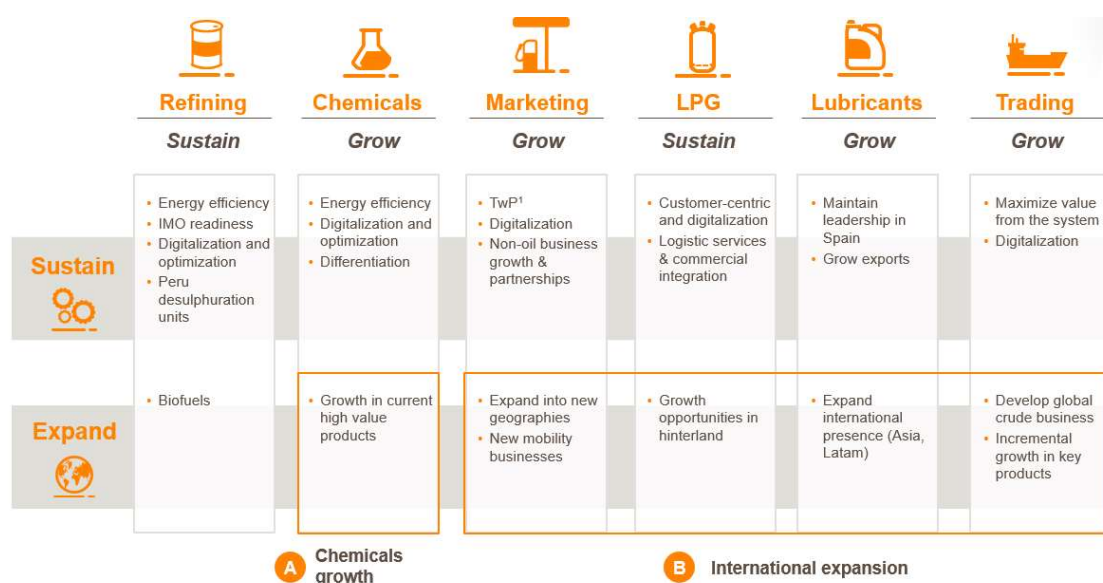 Refining
Chemicals
Marketing
LPG
Lubricants
Trading
Sustain
Grow
Grow
Sustain
Grow
Grow
Sustain
• Energy efficiency
• IMO readiness
• Digitalization and
optimization
• Peru
desulphuration
units
• Energy efficiency
• Digitalization and
optimization
• Differentiation
• TwP¹
• Digitalization
• Non-oil business
growth &
partnerships
• Customer-centric
and digitalization
• Logistic services
& commercial
integration
• Maintain
leadership in
Spain
• Grow exports
• Maximize value
from the system
• Digitalization
Expand
• Biofuels
• Growth in current
high value
products
• Expand into new
geographies
• New mobility
businesses
• Growth
opportunities in
hinterland
• Expand
international
presence (Asia,
Latam)
• Develop global
crude business
• Incremental
growth in key
products
A Chemicals
growth
B International expansion